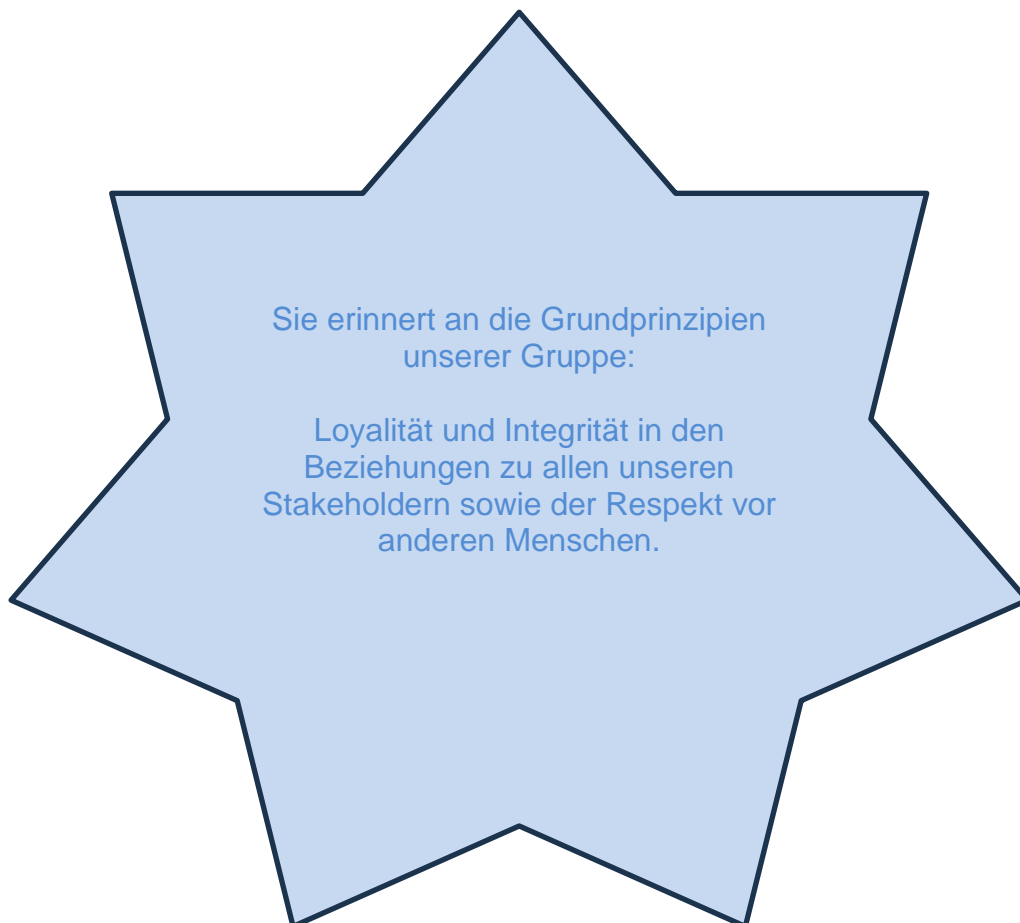 Sie erinnert an die Grundprinzipien
unserer Gruppe:
Loyalität und Integrität in den
Beziehungen zu allen unseren
Stakeholdern sowie der Respekt vor
anderen Menschen.